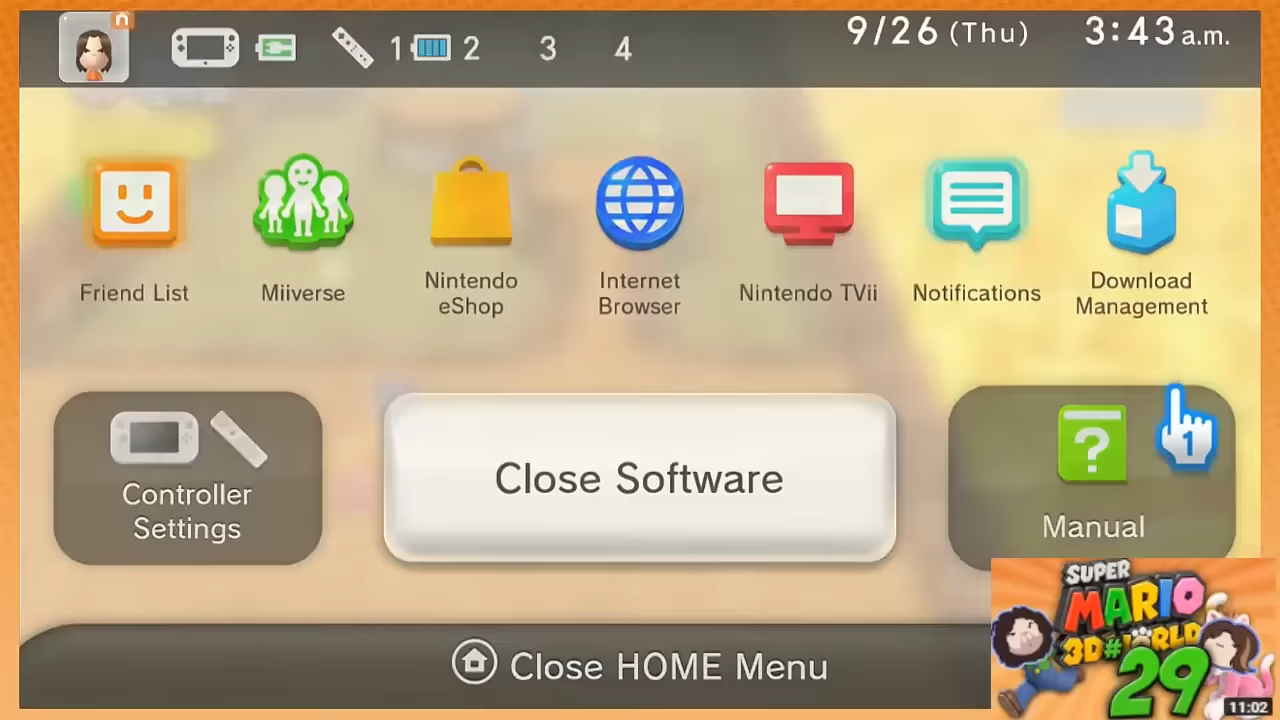 n
1 2 3 4
9/26 (Thu) 3:43 a.m.
Friend List
Miiverse
Nintendo
eShop
Internet
Browser
Nintendo TVii
Notifications
Download
Management
Controller
Settings
Close Software
?
1
Manual
Close HOME Menu
SUPER
MARIO
3D WORLD
#29
11:02